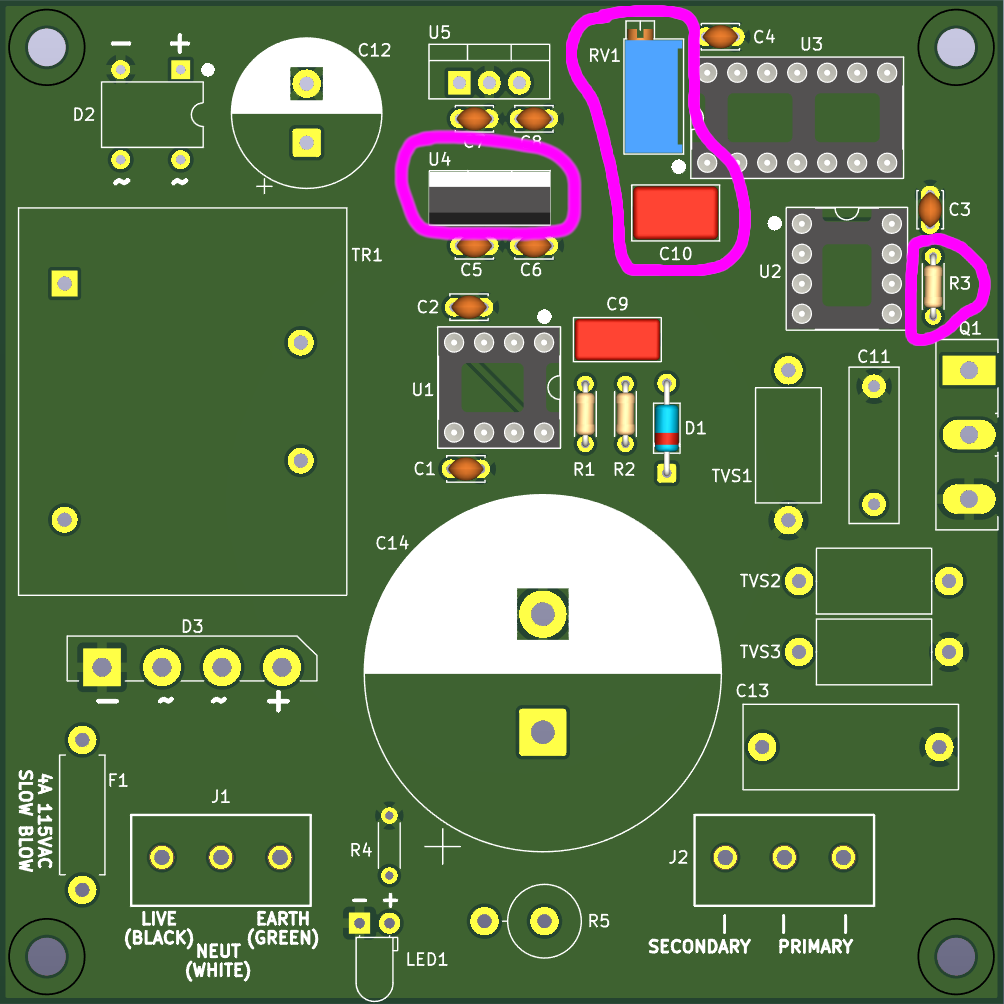 U5
RV1
C4
U3
C12
D2
− +
~ ~
C7 C8
U4
C5 C6
C10
C3
U2
R3
Q1
TR1
C2
C9
U1
C11
D1
R1 R2
C1
TVS1
C14
TVS2
TVS3
D3
− ~ ~ +
C13
F1
4A 115VAC
SLOW BLOW
J1
R4
J2
− +
LIVE
(BLACK)
EARTH
(GREEN)
NEUT
(WHITE)
R5
LED1
SECONDARY PRIMARY